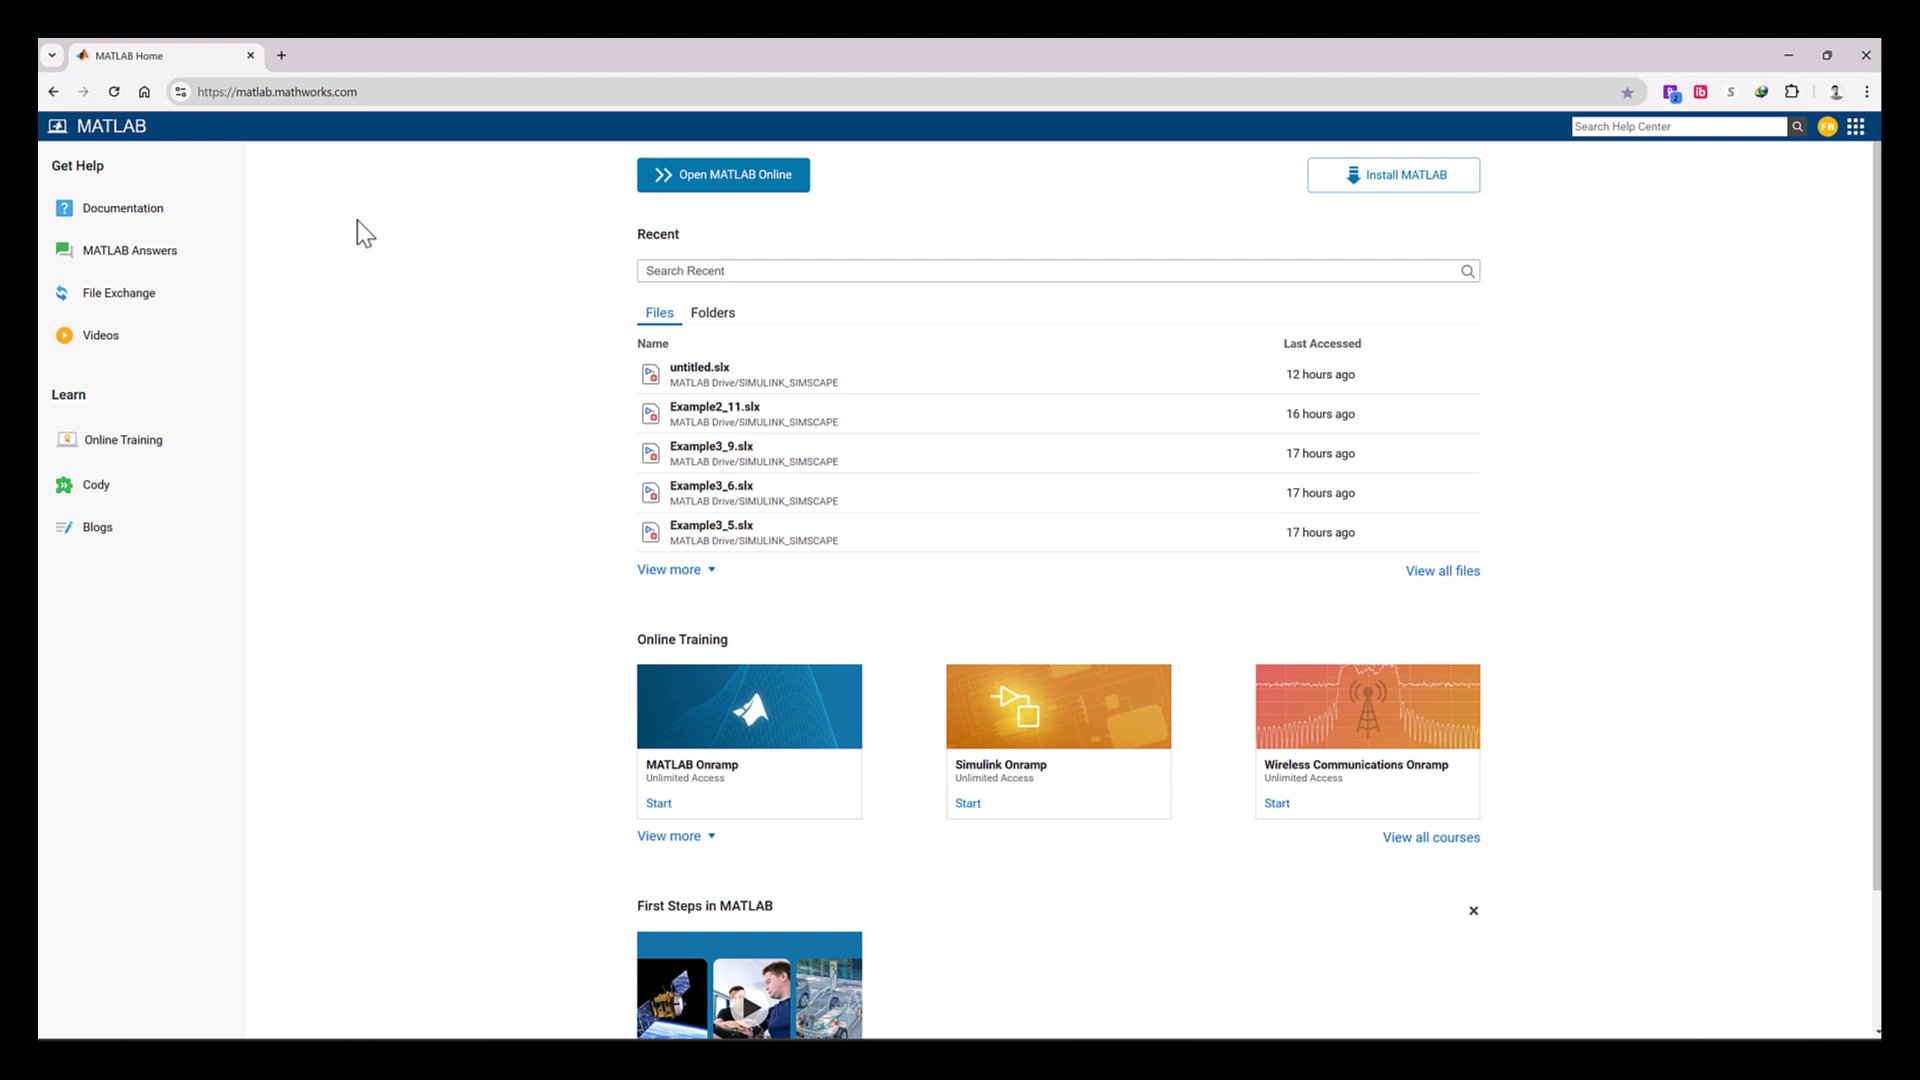 MATLAB Home
https://matlab.mathworks.com
2
ib
S
MATLAB
Search Help Center
FB
Get Help
Documentation
MATLAB Answers
File Exchange
Videos
Learn
Online Training
Cody
Blogs
Open MATLAB Online
Install MATLAB
Recent
Search Recent
Files Folders
Name Last Accessed
untitled.slx
MATLAB Drive/SIMULINK_SIMSCAPE
12 hours ago
Example2_11.slx
MATLAB Drive/SIMULINK_SIMSCAPE
16 hours ago
Example3_9.slx
MATLAB Drive/SIMULINK_SIMSCAPE
17 hours ago
Example3_6.slx
MATLAB Drive/SIMULINK_SIMSCAPE
17 hours ago
Example3_5.slx
MATLAB Drive/SIMULINK_SIMSCAPE
17 hours ago
View more View all files
Online Training
MATLAB Onramp
Unlimited Access
Start
Simulink Onramp
Unlimited Access
Start
Wireless Communications Onramp
Unlimited Access
Start
View more View all courses
First Steps in MATLAB